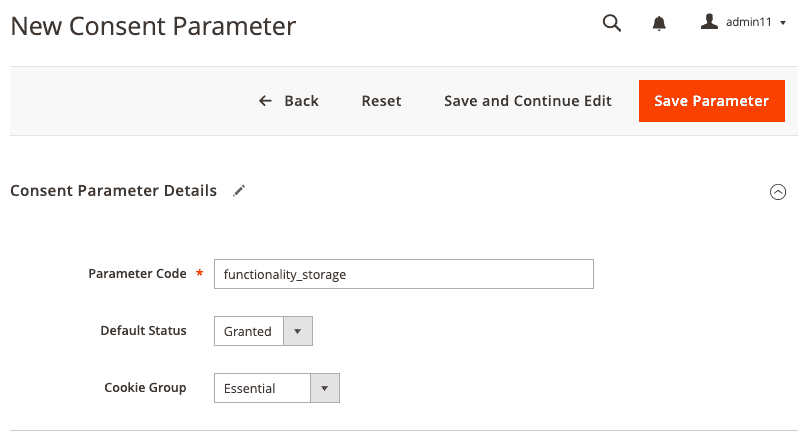 New Consent Parameter
admin11
Back Reset Save and Continue Edit Save Parameter
Consent Parameter Details
Parameter Code * functionality_storage
Default Status Granted
Cookie Group Essential